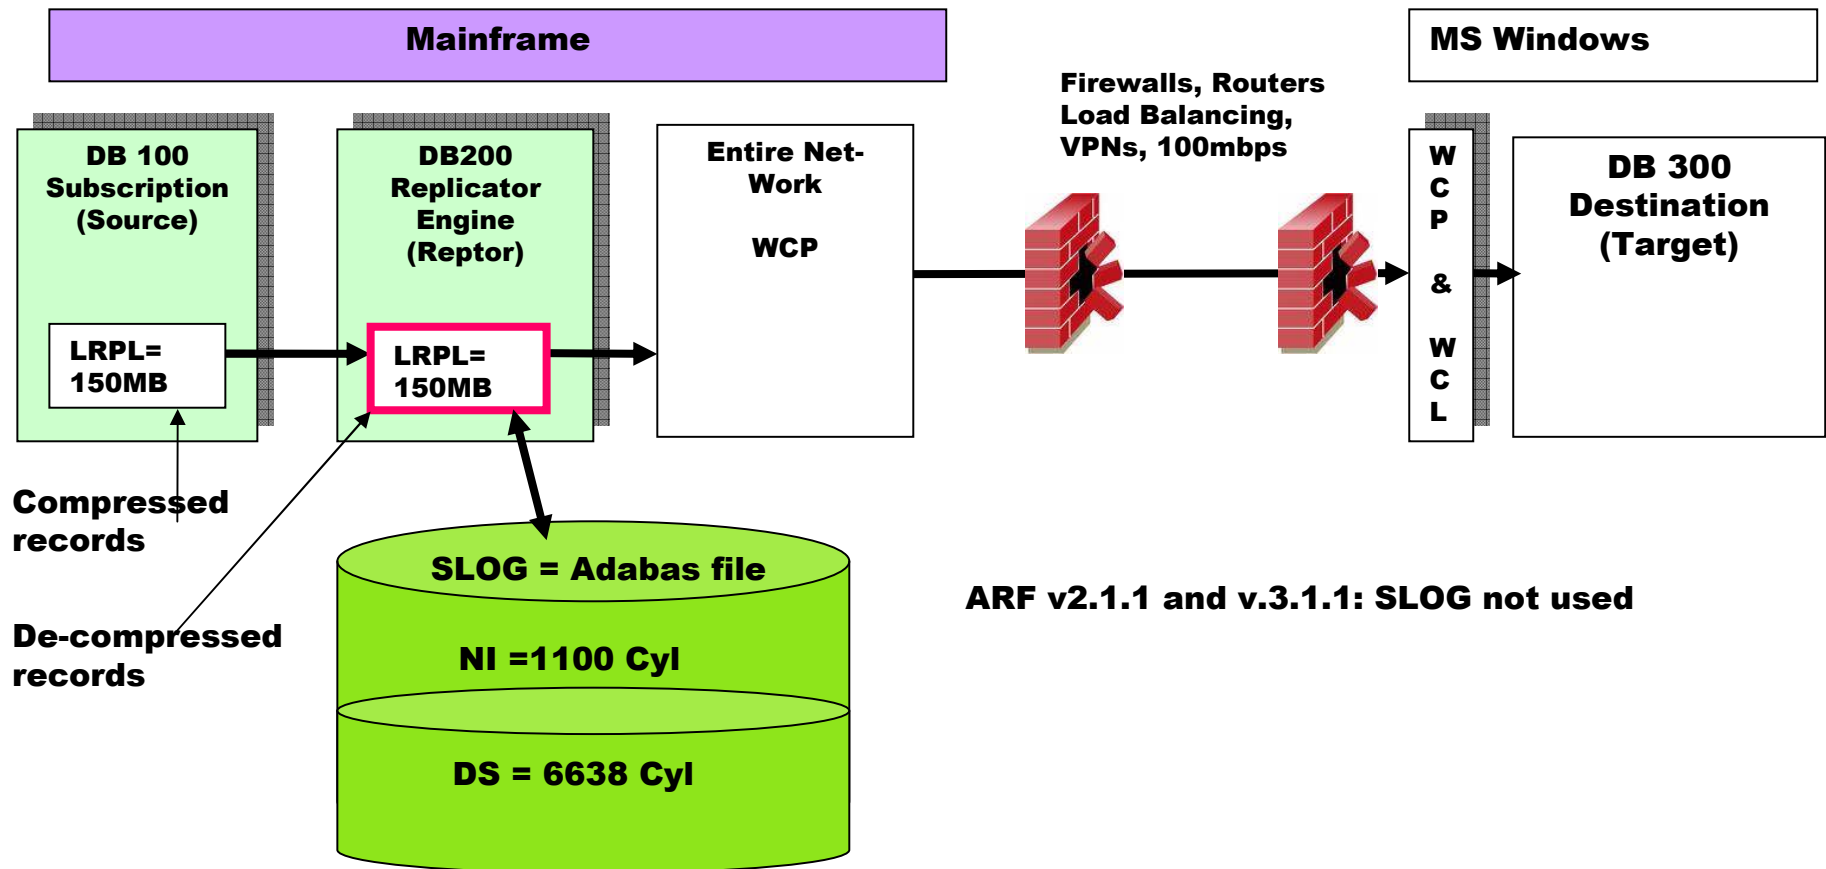 Mainframe
MS Windows
Firewalls, Routers
Load Balancing,
VPNs, 100mbps
DB 100
Subscription
(Source)
LRPL=
150MB
DB200
Replicator
Engine
(Reptor)
LRPL=
150MB
Entire Net-
Work
WCP
W
C
P
&
W
C
L
DB 300
Destination
(Target)
Compressed
records
De-compressed
records
SLOG = Adabas file
NI =1100 Cyl
DS = 6638 Cyl
ARF v2.1.1 and v.3.1.1: SLOG not used